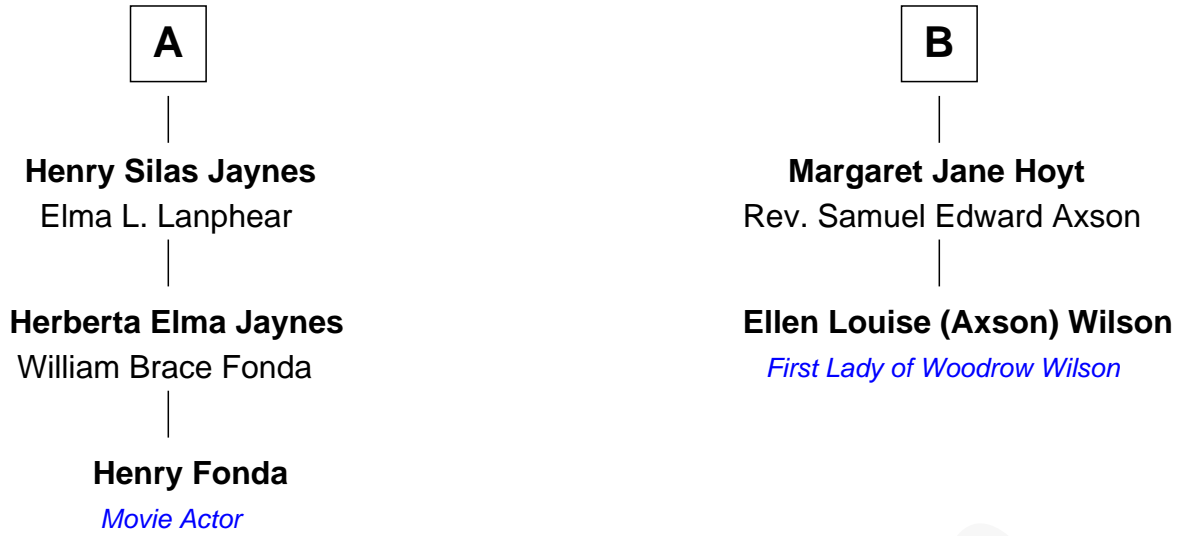 A
Henry Silas Jaynes
Elma L. Lanphear
Herberta Elma Jaynes
William Brace Fonda
Henry Fonda
Movie Actor
B
Margaret Jane Hoyt
Rev. Samuel Edward Axson
Ellen Louise (Axson) Wilson
First Lady of Woodrow Wilson